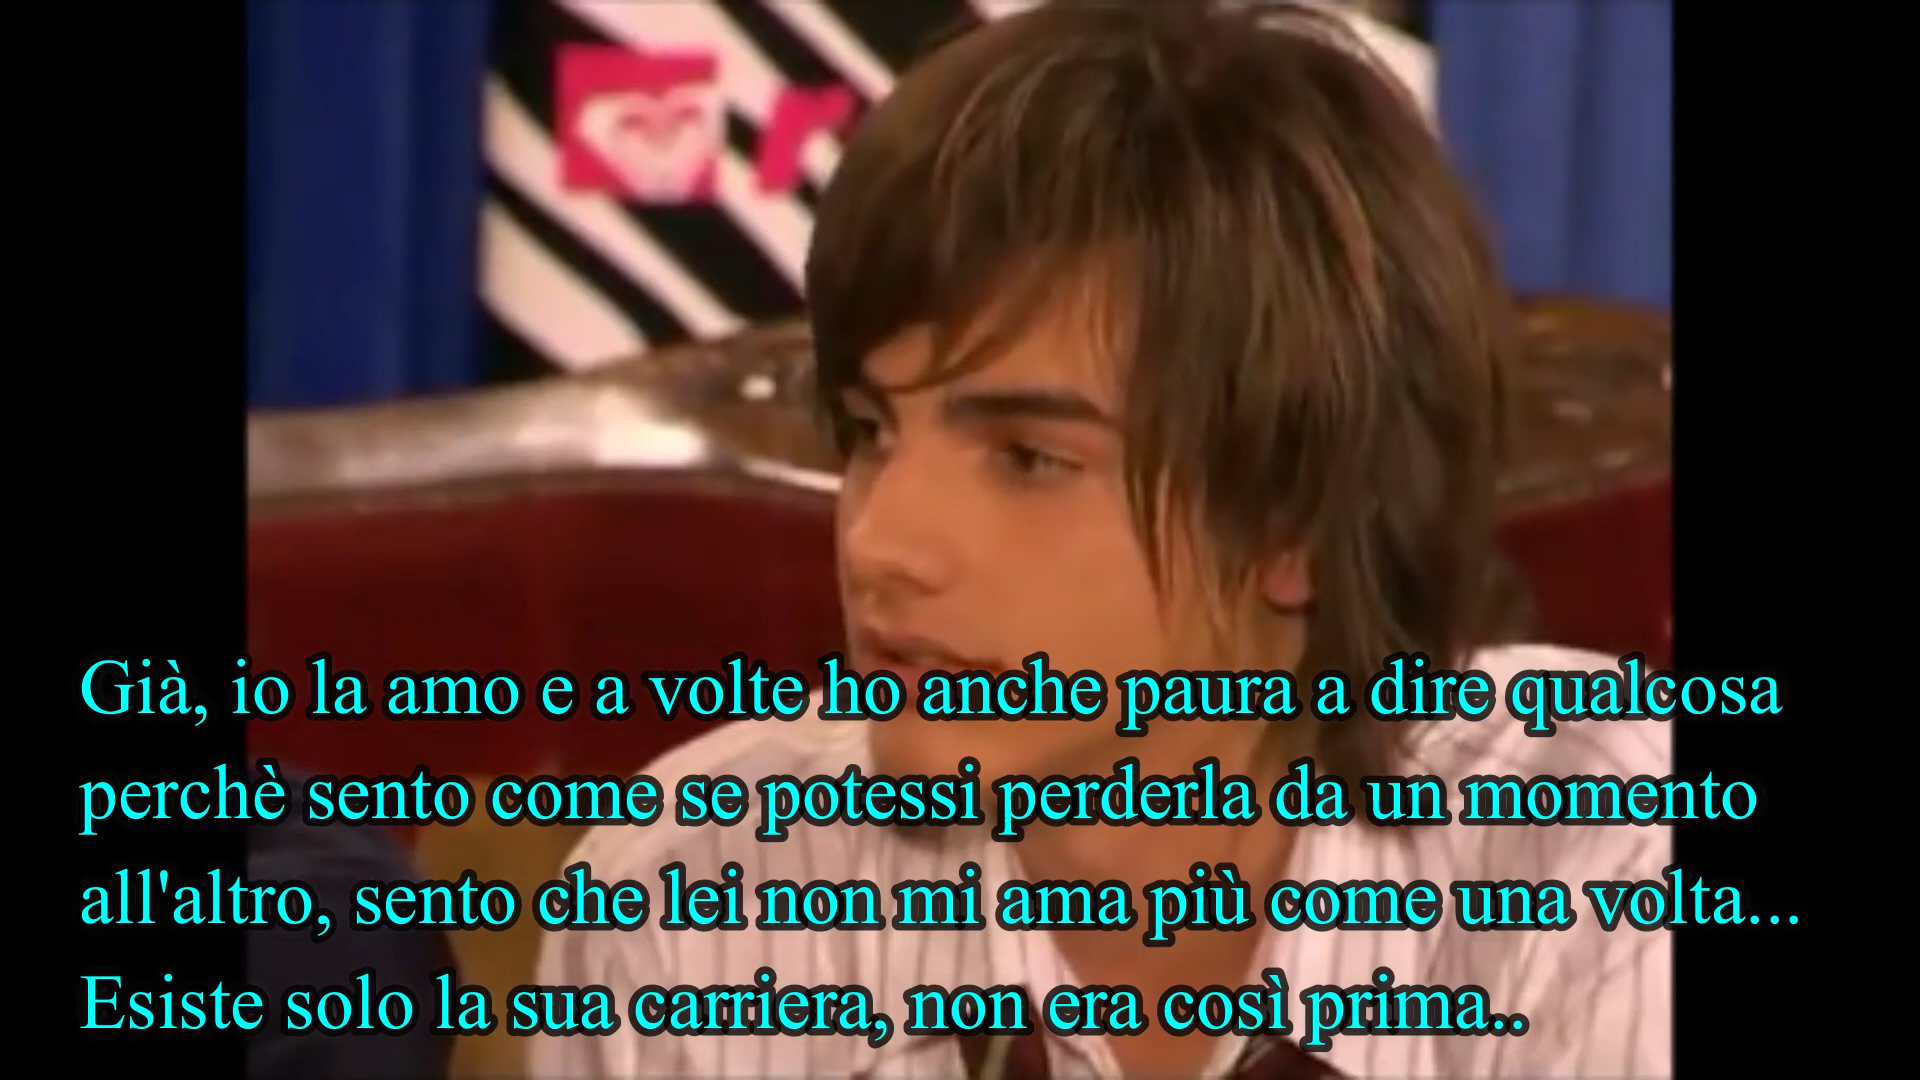 Già, io la amo e a volte ho anche paura a dire qualcosa
perchè sento come se potessi perderla da un momento
all'altro, sento che lei non mi ama più come una volta...
Esiste solo la sua carriera, non era così prima..